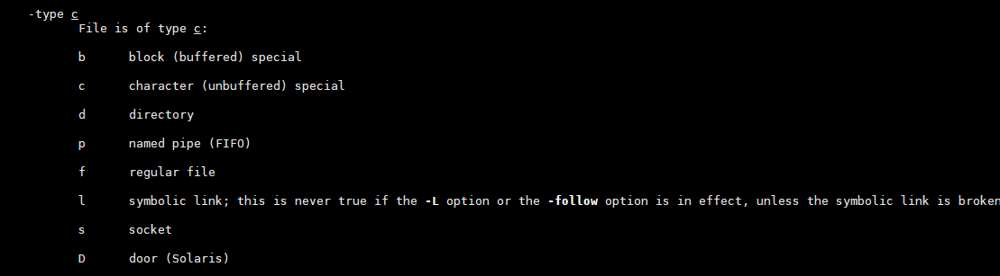 -type c
File is of type c:
b block (buffered) special
c character (unbuffered) special
d directory
p named pipe (FIFO)
f regular file
l symbolic link; this is never true if the -L option or the -follow option is in effect, unless the symbolic link is broken
s socket
D door (Solaris)